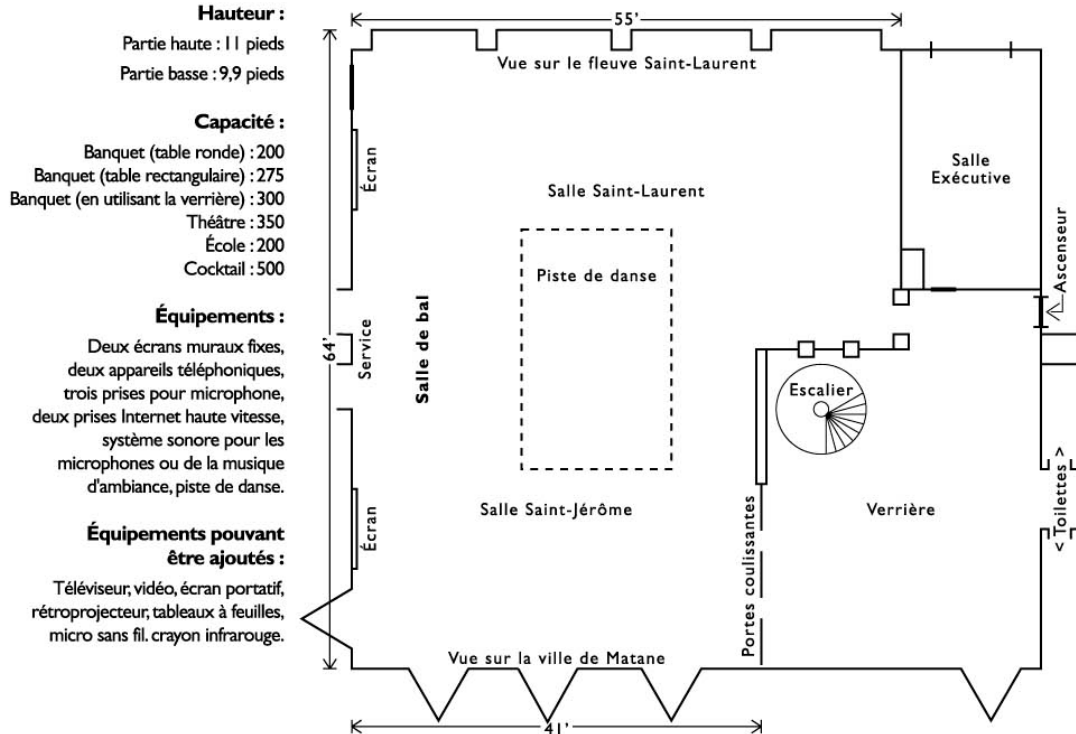 Hauteur :
Partie haute : 11 pieds
Partie basse : 9,9 pieds
Capacité :
Banquet (table ronde) : 200
Banquet (table rectangulaire) : 275
Banquet (en utilisant la verrière) : 300
Théâtre : 350
École : 200
Cocktail : 500
Équipements :
Deux écrans muraux fixes,
deux appareils téléphoniques,
trois prises pour microphone,
deux prises Internet haute vitesse,
système sonore pour les
microphones ou de la musique
d'ambiance, piste de danse.
Équipements pouvant
être ajoutés :
Téléviseur, vidéo, écran portatif,
rétroprojecteur, tableaux à feuilles,
micro sans fil. crayon infrarouge.
55'
Vue sur le fleuve Saint-Laurent
Écran
Salle Saint-Laurent
Salle
Exécutive
Piste de danse
Ascenseur
64'
Service
Salle de bal
Escalier
Écran
Salle Saint-Jérôme
Portes coulissantes
Verrière
< Toilettes >
Vue sur la ville de Matane
41'